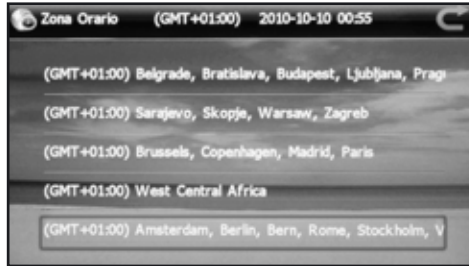 Zona Orario (GMT+01:00) 2010-10-10 00:55
(GMT+01:00) Belgrade, Bratislava, Budapest, Ljubljana, Pragu
(GMT+01:00) Sarajevo, Skopje, Warsaw, Zagreb
(GMT+01:00) Brussels, Copenhagen, Madrid, Paris
(GMT+01:00) West Central Africa
(GMT+01:00) Amsterdam, Berlin, Bern, Rome, Stockholm, V